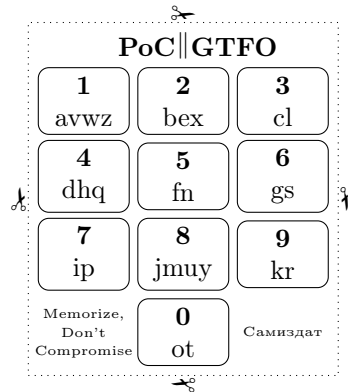 PoC||GTFO
1 2 3
avwz bex cl
4 5 6
dhq fn gs
7 8 9
ip jmuy kr
Memorize,
Don't
Compromise
0
ot
Самиздат